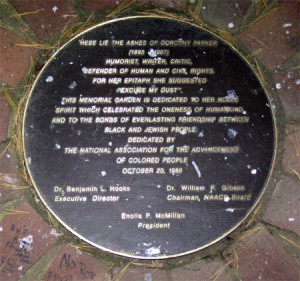 "HERE LIE THE ASHES OF DOROTHY PARKER
(1893 - 1967)
HUMORIST, WRITER, CRITIC,
DEFENDER OF HUMAN AND CIVIL RIGHTS.
FOR HER EPITAPH SHE SUGGESTED
"EXCUSE MY DUST".
THIS MEMORIAL GARDEN IS DEDICATED TO HER NOBLE
SPIRIT WHICH CELEBRATED THE ONENESS OF HUMANKIND,
AND TO THE BONDS OF EVERLASTING FRIENDSHIP BETWEEN
BLACK AND JEWISH PEOPLE.
DEDICATED BY
THE NATIONAL ASSOCIATION FOR THE ADVANCEMENT
OF COLORED PEOPLE
OCTOBER 20, 1988
Dr. Benjamin L. Hooks Dr. William F. Gibson
Executive Director Chairman, NAACP Board
Enolia P. McMillan
President